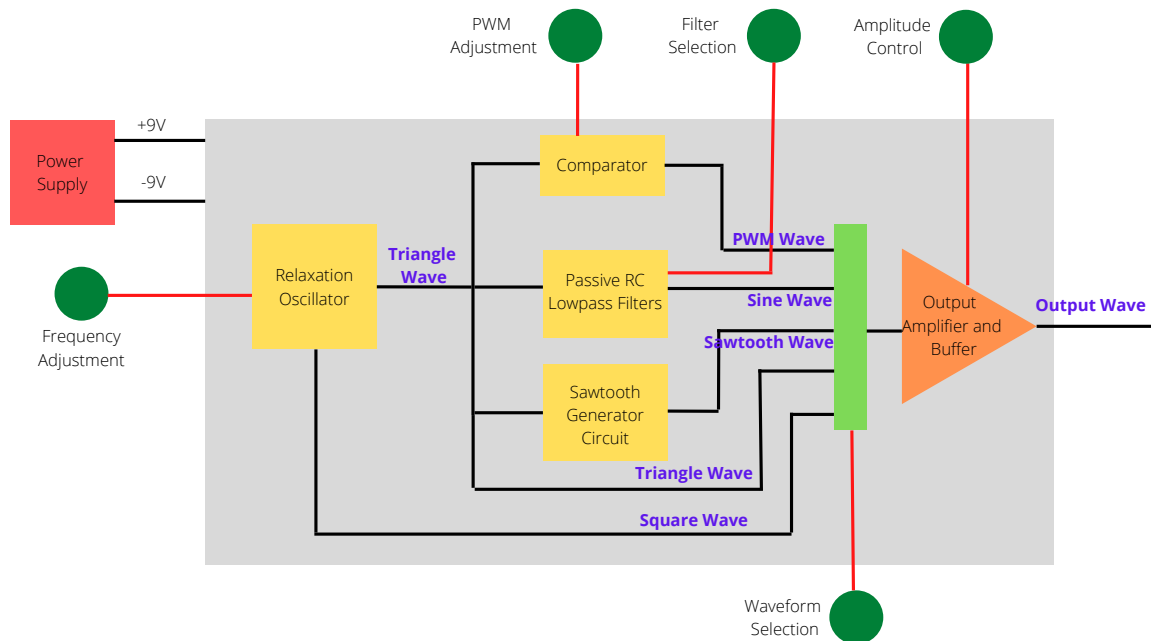 PWM
Adjustment
Filter
Selection
Amplitude
Control
+9V
Power
Supply
-9V
Comparator
PWM Wave
Triangle
Wave
Relaxation
Oscillator
Passive RC
Lowpass Filters
Sine Wave
Output
Amplifier and
Buffer
Output Wave
Frequency
Adjustment
Sawtooth Wave
Sawtooth
Generator
Circuit
Triangle Wave
Square Wave
Waveform
Selection